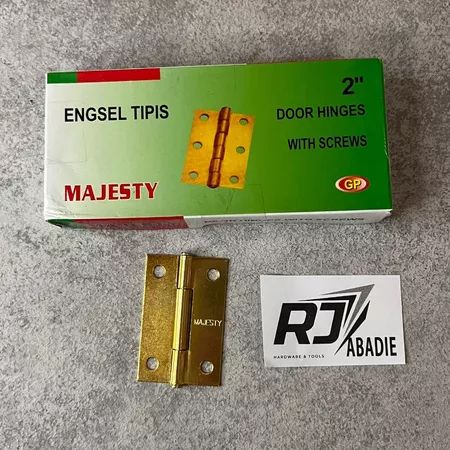 ENGSEL TIPIS
MAJESTY
2"
DOOR HINGES
WITH SCREWS
GP
MAJESTY
RJ
ABADIE
HARDWARE & TOOLS